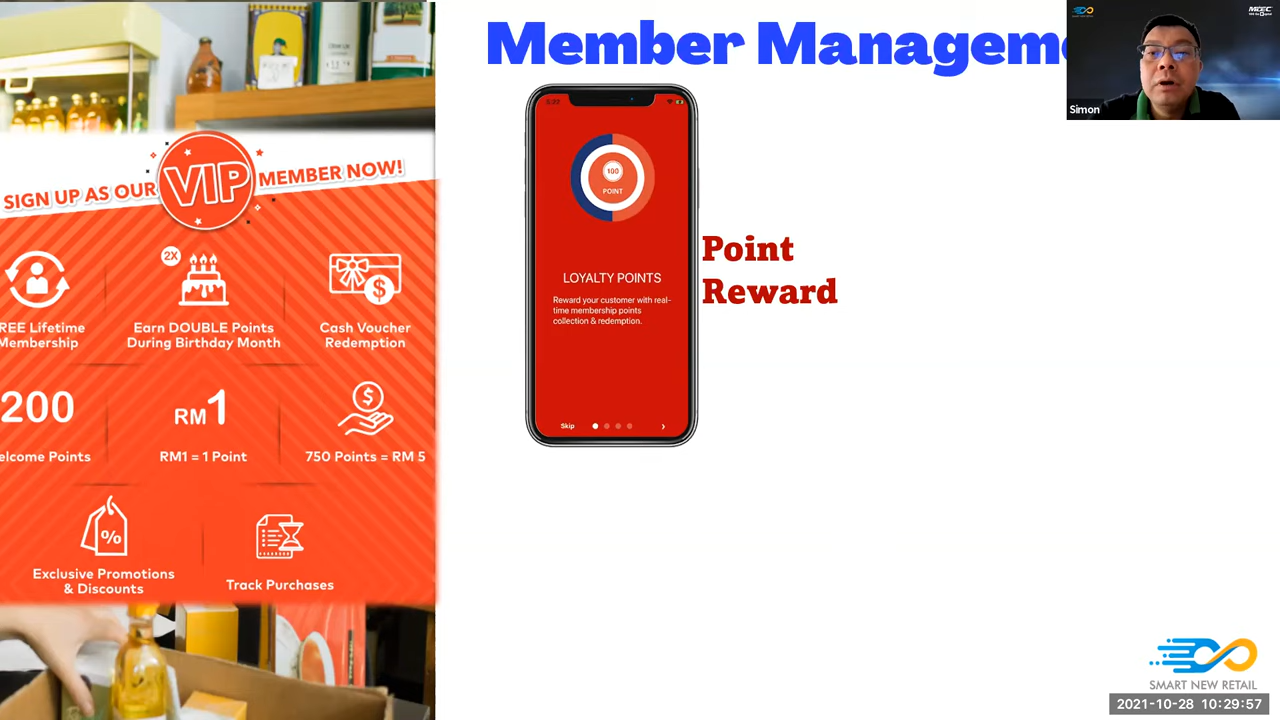 Member Manageme
Simon
SIGN UP AS OUR VIP MEMBER NOW!
2X
REE Lifetime
Membership
Earn DOUBLE Points
During Birthday Month
Cash Voucher
Redemption
200
RM1
elcome Points
RM1 = 1 Point
750 Points = RM 5
%
Exclusive Promotions
& Discounts
Track Purchases
5:22
100
POINT
LOYALTY POINTS
Reward your customer with real-
time membership points
collection & redemption.
Skip
Point
Reward
SMART NEW RETAIL
2021-10-28 10:29:57